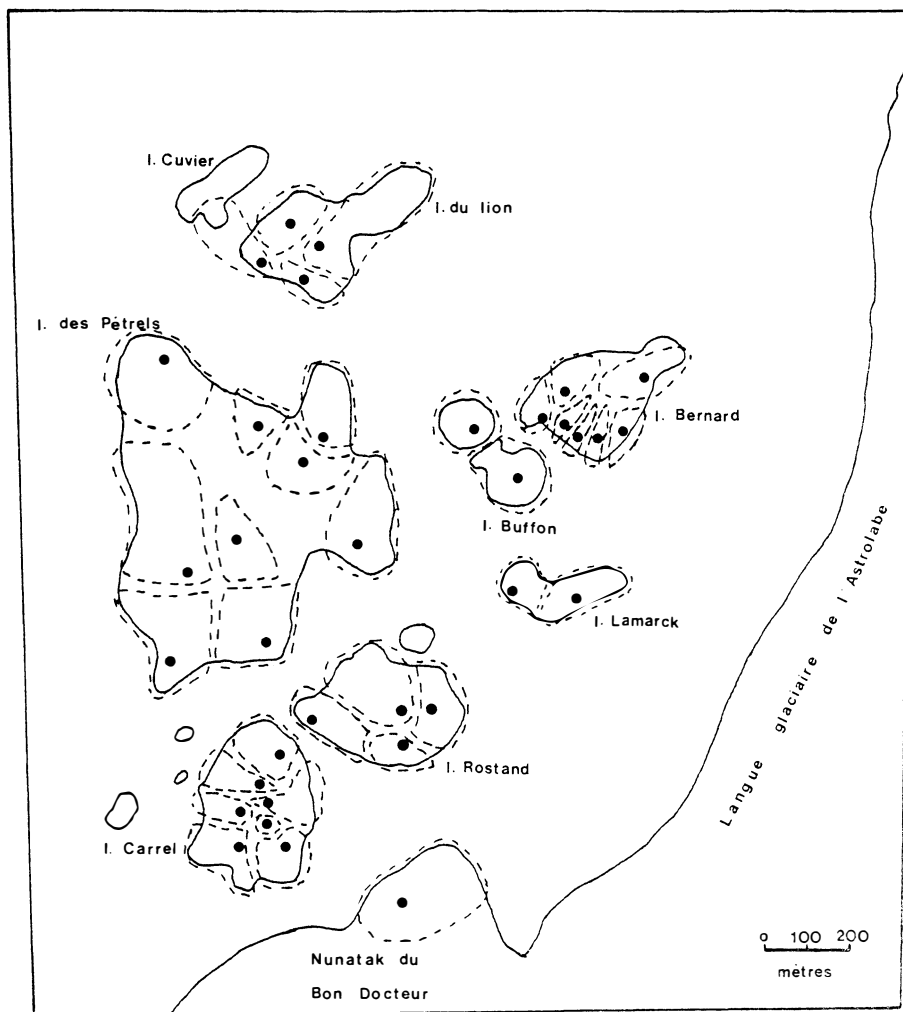 I. Cuvier
I. du lion
I. des Pétrels
I. Bernard
I. Buffon
I. Lamarck
I. Rostand
I. Carrel
Langue glaciaire de l'Astrolabe
Nunatak du
Bon Docteur
0 100 200
mètres